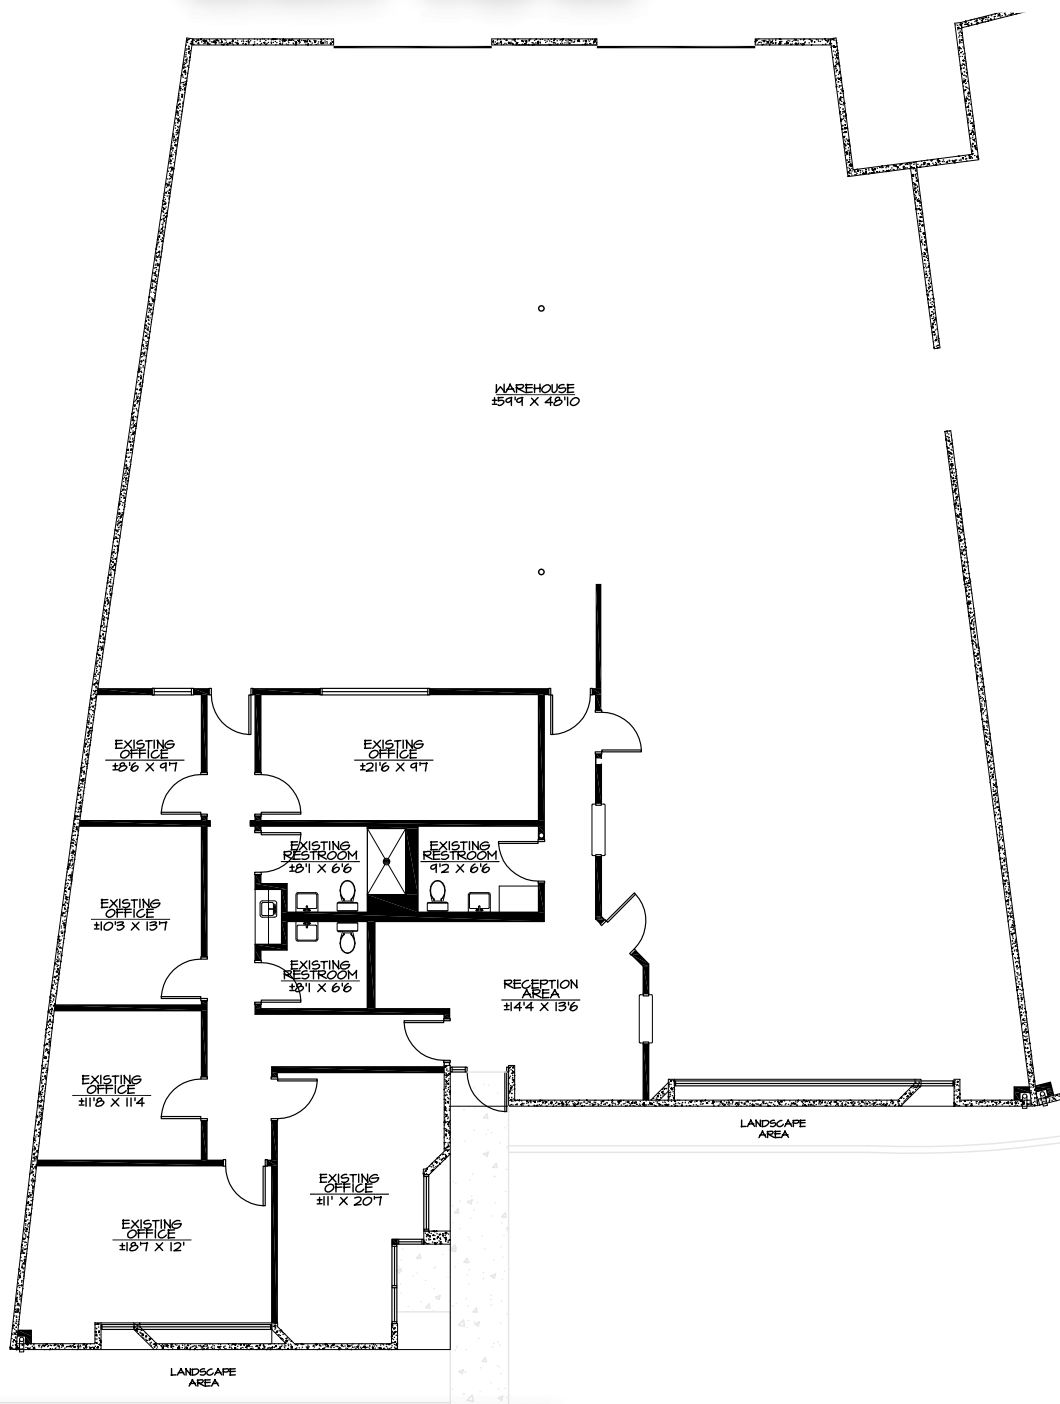 WAREHOUSE
±59'9 X 48'10
EXISTING
OFFICE
±8'6 X 9'7
EXISTING
OFFICE
±21'6 X 9'7
EXISTING
RESTROOM
±8'1 X 6'6
EXISTING
RESTROOM
9'2 X 6'6
EXISTING
OFFICE
±10'3 X 13'7
EXISTING
RESTROOM
±8'1 X 6'6
RECEPTION
AREA
±14'4 X 13'6
EXISTING
OFFICE
±11'8 X 11'4
LANDSCAPE
AREA
EXISTING
OFFICE
±11' X 20'7
EXISTING
OFFICE
±18'7 X 12'
LANDSCAPE
AREA